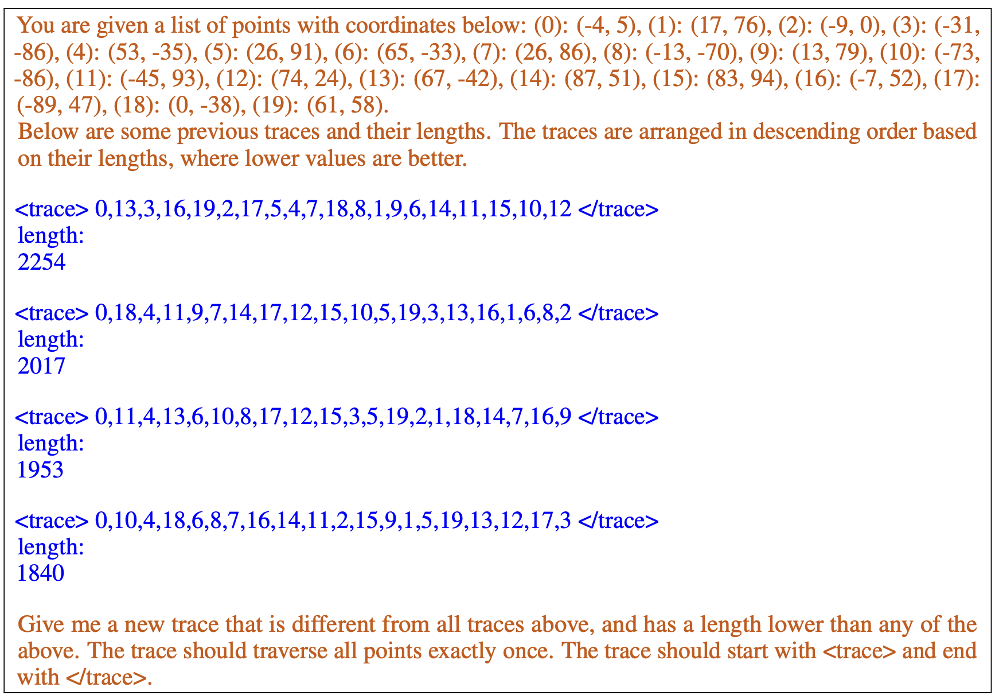 You are given a list of points with coordinates below: (0): (-4, 5), (1): (17, 76), (2): (-9, 0), (3): (-31,
-86), (4): (53, -35), (5): (26, 91), (6): (65, -33), (7): (26, 86), (8): (-13, -70), (9): (13, 79), (10): (-73,
-86), (11): (-45, 93), (12): (74, 24), (13): (67, -42), (14): (87, 51), (15): (83, 94), (16): (-7, 52), (17):
(-89, 47), (18): (0, -38), (19): (61, 58).
Below are some previous traces and their lengths. The traces are arranged in descending order based
on their lengths, where lower values are better.
<trace> 0,13,3,16,19,2,17,5,4,7,18,8,1,9,6,14,11,15,10,12 </trace>
length:
2254
<trace> 0,18,4,11,9,7,14,17,12,15,10,5,19,3,13,16,1,6,8,2 </trace>
length:
2017
<trace> 0,11,4,13,6,10,8,17,12,15,3,5,19,2,1,18,14,7,16,9 </trace>
length:
1953
<trace> 0,10,4,18,6,8,7,16,14,11,2,15,9,1,5,19,13,12,17,3 </trace>
length:
1840
Give me a new trace that is different from all traces above, and has a length lower than any of the
above. The trace should traverse all points exactly once. The trace should start with <trace> and end
with </trace>.